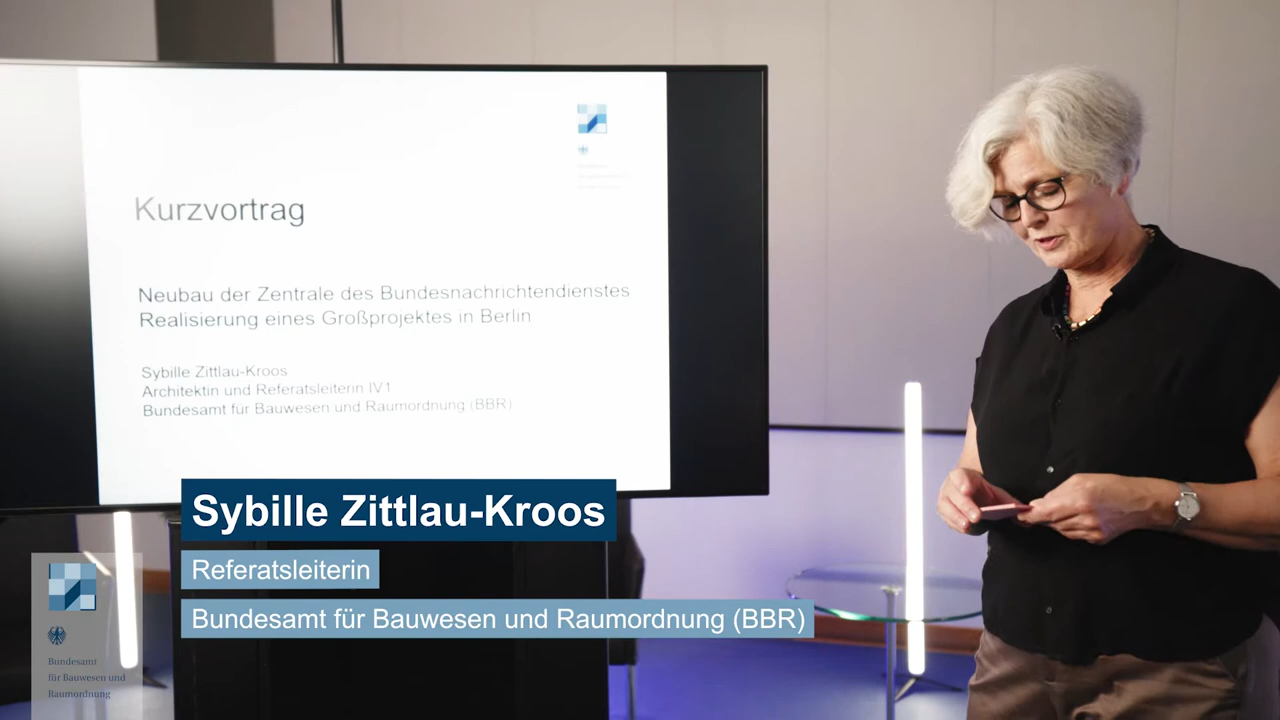 Kurzvortrag
Neubau der Zentrale des Bundesnachrichtendienstes
Realisierung eines Großprojektes in Berlin
Sybille Zittlau-Kroos
Architektin und Referatsleiterin IV1
Bundesamt für Bauwesen und Raumordnung (BBR)
Sybille Zittlau-Kroos
Referatsleiterin
Bundesamt für Bauwesen und Raumordnung (BBR)
Bundesamt
für Bauwesen und
Raumordnung